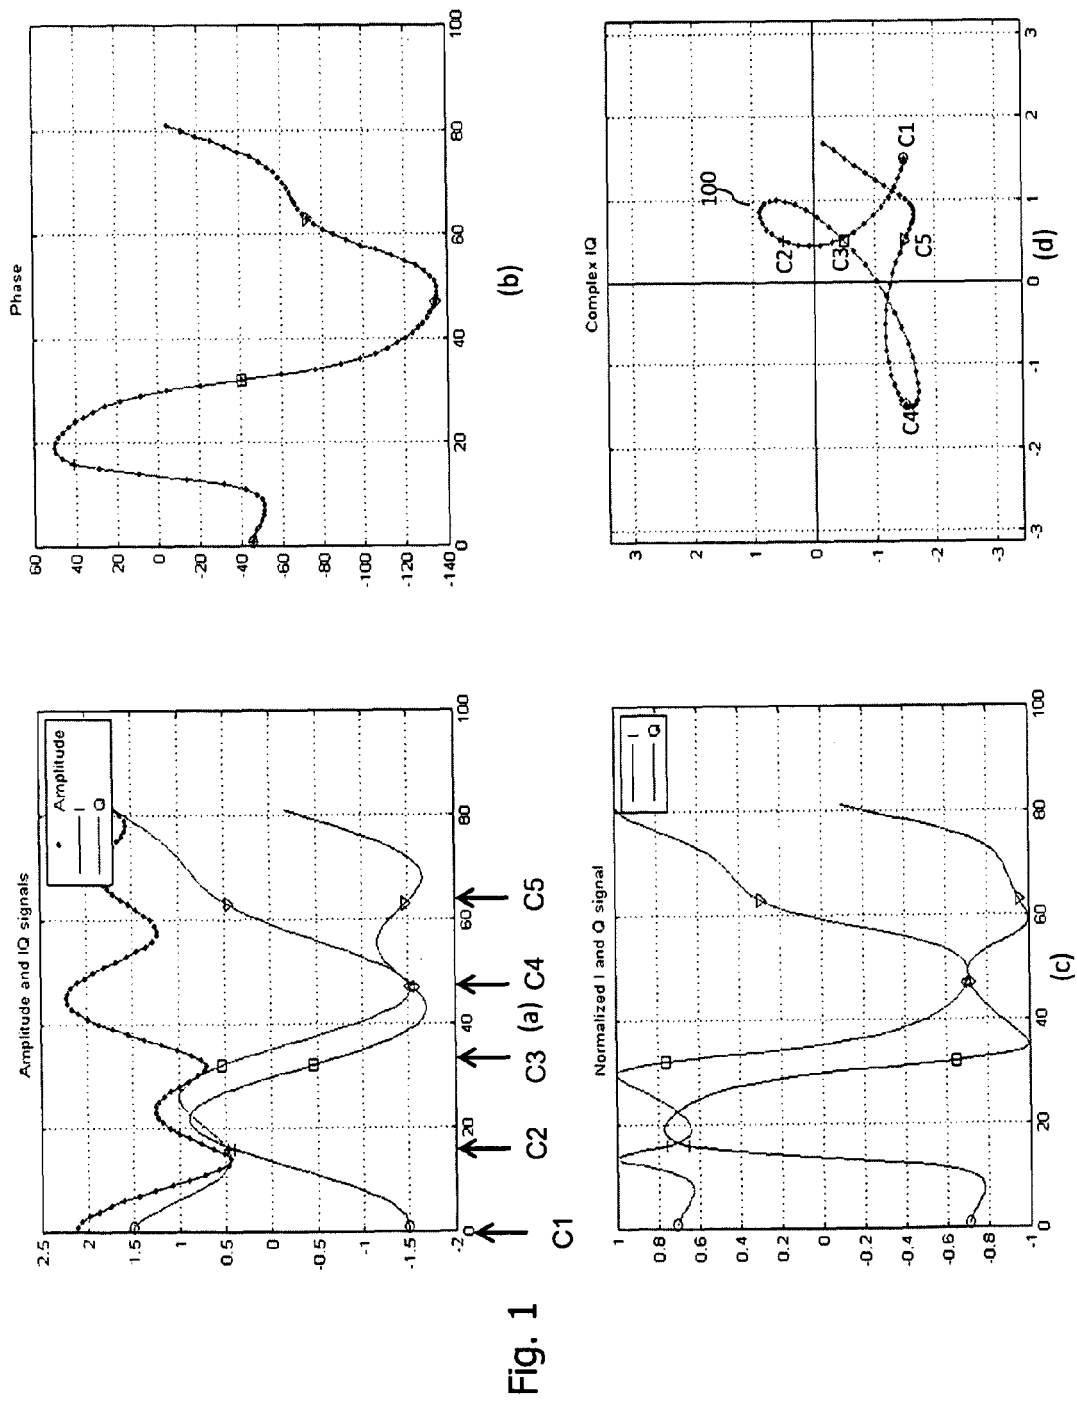 Fig. 1
Amplitude and IQ signals
2.5
2
1.5
1
0.5
0
-0.5
-1
-1.5
-2
0
20
40
60
80
100
Amplitude
I
Q
C1
C2
C3
C4
C5
(a)
Phase
60
40
20
0
-20
-40
-60
-80
-100
-120
-140
0
20
40
60
80
100
(b)
Normalized I and Q signal
1
0.8
0.6
0.4
0.2
0
-0.2
-0.4
-0.6
-0.8
-1
0
20
40
60
80
100
I
Q
(c)
Complex IQ
3
2
1
0
-1
-2
-3
-3
-2
-1
0
1
2
3
100
C1
C2
C3
C4
C5
(d)